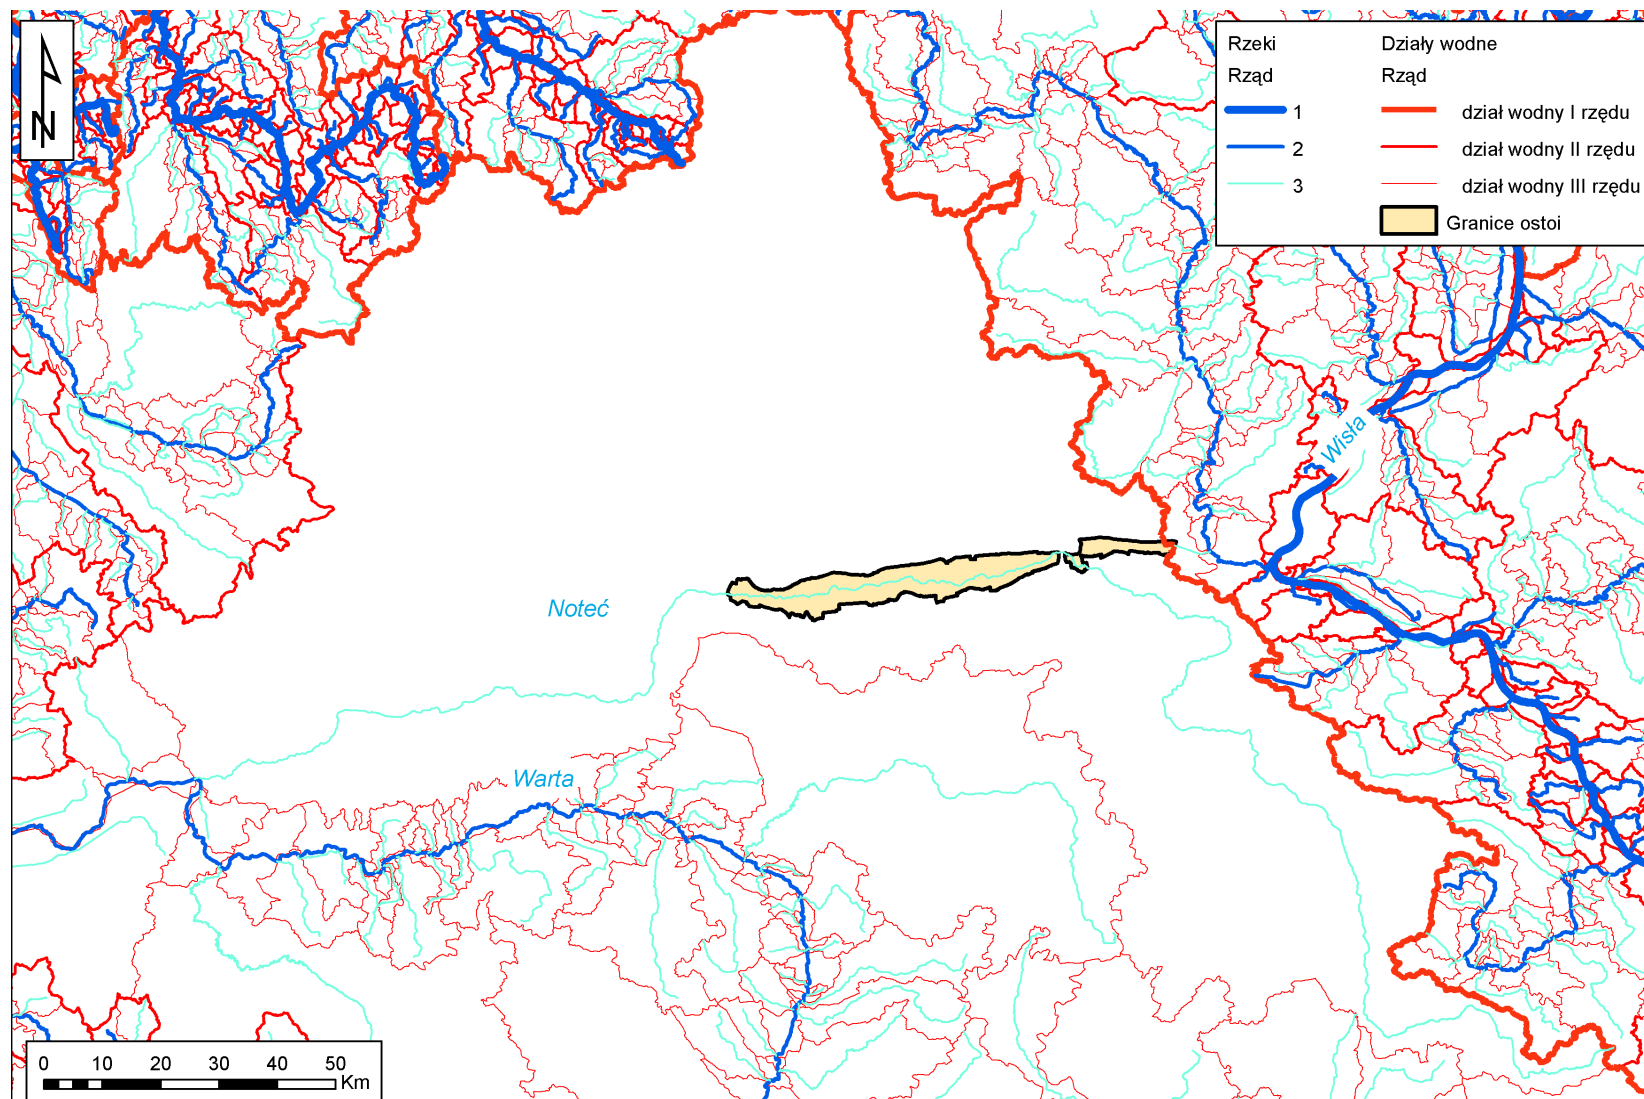 N
Rzeki
Działy wodne
Rząd
Rząd
1
dział wodny I rzędu
2
dział wodny II rzędu
3
dział wodny III rzędu
Granice ostoi
Wisła
Noteć
Warta
0 10 20 30 40 50
Km